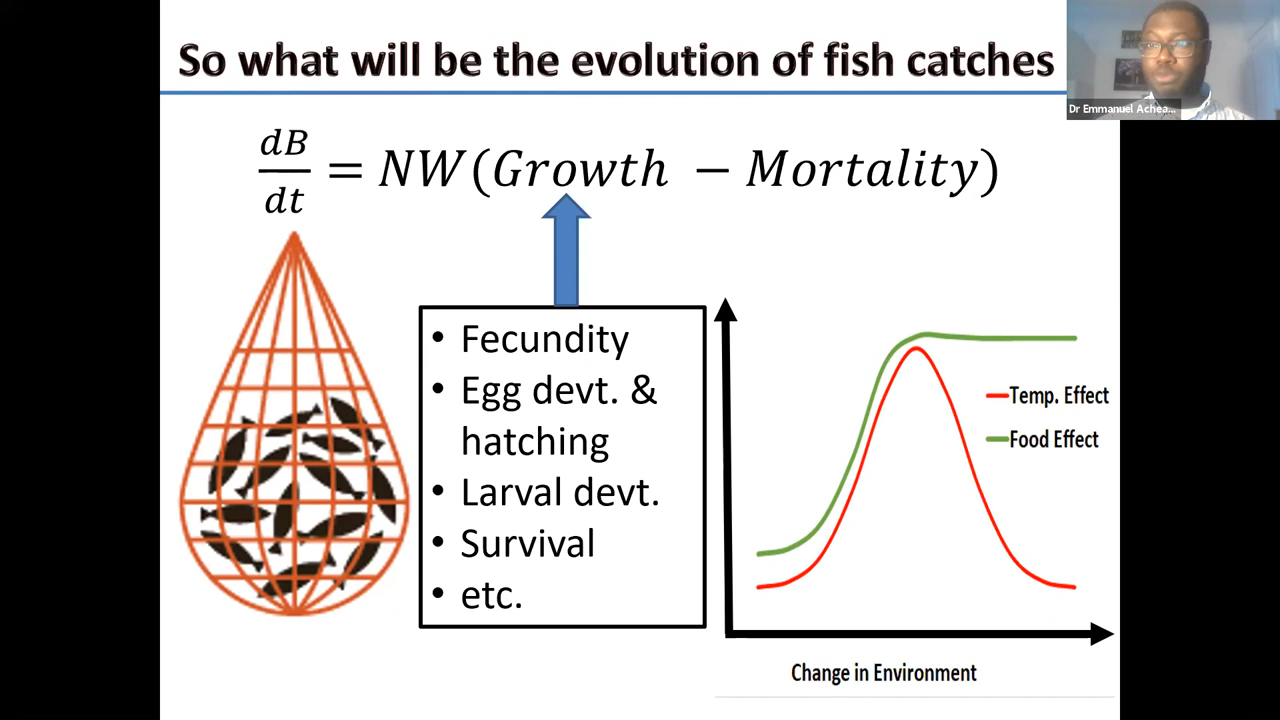 So what will be the evolution of fish catches
Dr Emmanuel Achea...
dB
dt
= NW(Growth − Mortality)
• Fecundity
• Egg devt. &
hatching
• Larval devt.
• Survival
• etc.
Temp. Effect
Food Effect
Change in Environment